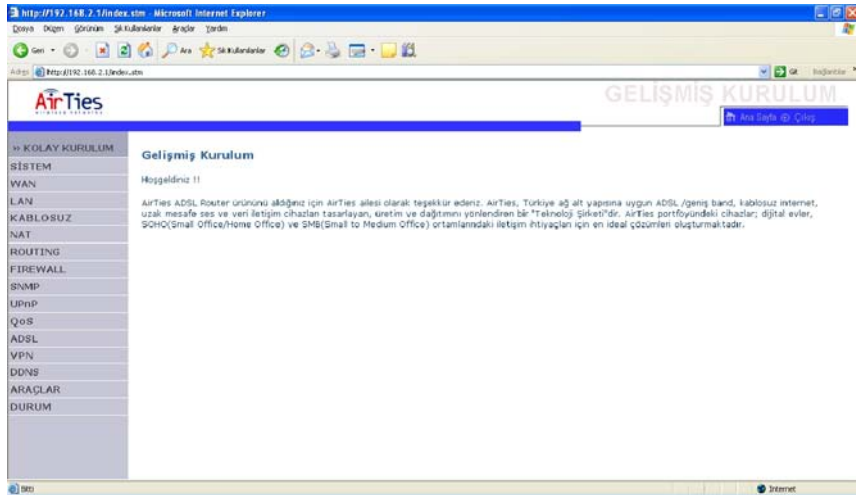 http://192.168.2.1/index.stm - Microsoft Internet Explorer
Dosya Düzen Görünüm Sık Kullanılanlar Araçlar Yardım
Geri Ara Sık Kullanılanlar
Adres http://192.168.2.1/index.stm Git Bağlantılar
AirTies
wireless networks
GELİŞMİŞ KURULUM
Ana Sayfa Çıkış
» KOLAY KURULUM
SİSTEM
WAN
LAN
KABLOSUZ
NAT
ROUTING
FIREWALL
SNMP
UPnP
QoS
ADSL
VPN
DDNS
ARAÇLAR
DURUM
Gelişmiş Kurulum
Hoşgeldiniz !!
AirTies ADSL Router ürününü aldığınız için AirTies ailesi olarak teşekkür ederiz. AirTies, Türkiye ağ alt yapısına uygun ADSL /geniş band, kablosuz internet,
uzak mesafe ses ve veri iletişim cihazları tasarlayan, üretim ve dağıtımını yönlendiren bir "Teknoloji Şirketi"dir. AirTies portföyündeki cihazlar; dijital evler,
SOHO(Small Office/Home Office) ve SMB(Small to Medium Office) ortamlarındaki iletişim ihtiyaçları için en ideal çözümleri oluşturmaktadır.
Bitti
Internet